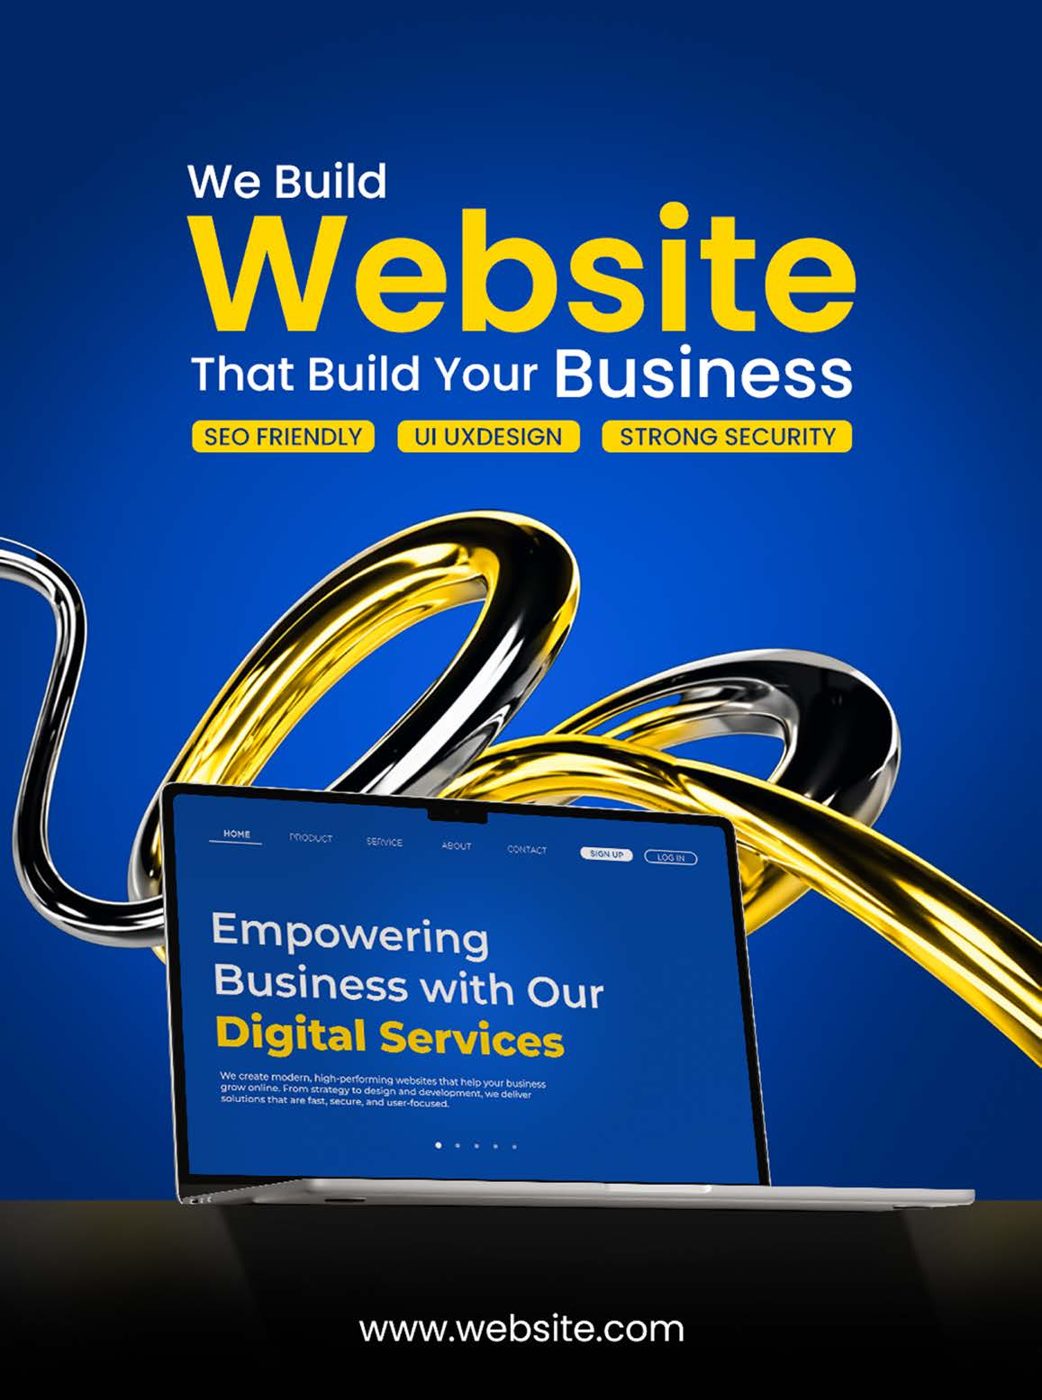 We Build
Website
That Build Your Business
SEO FRIENDLY
UI UXDESIGN
STRONG SECURITY
HOME PRODUCT SERVICE ABOUT CONTACT SIGN UP LOG IN
Empowering
Business with Our
Digital Services
We create modern, high-performing websites that help your business
grow online. From strategy to design and development, we deliver
solutions that are fast, secure, and user-focused.
www.website.com